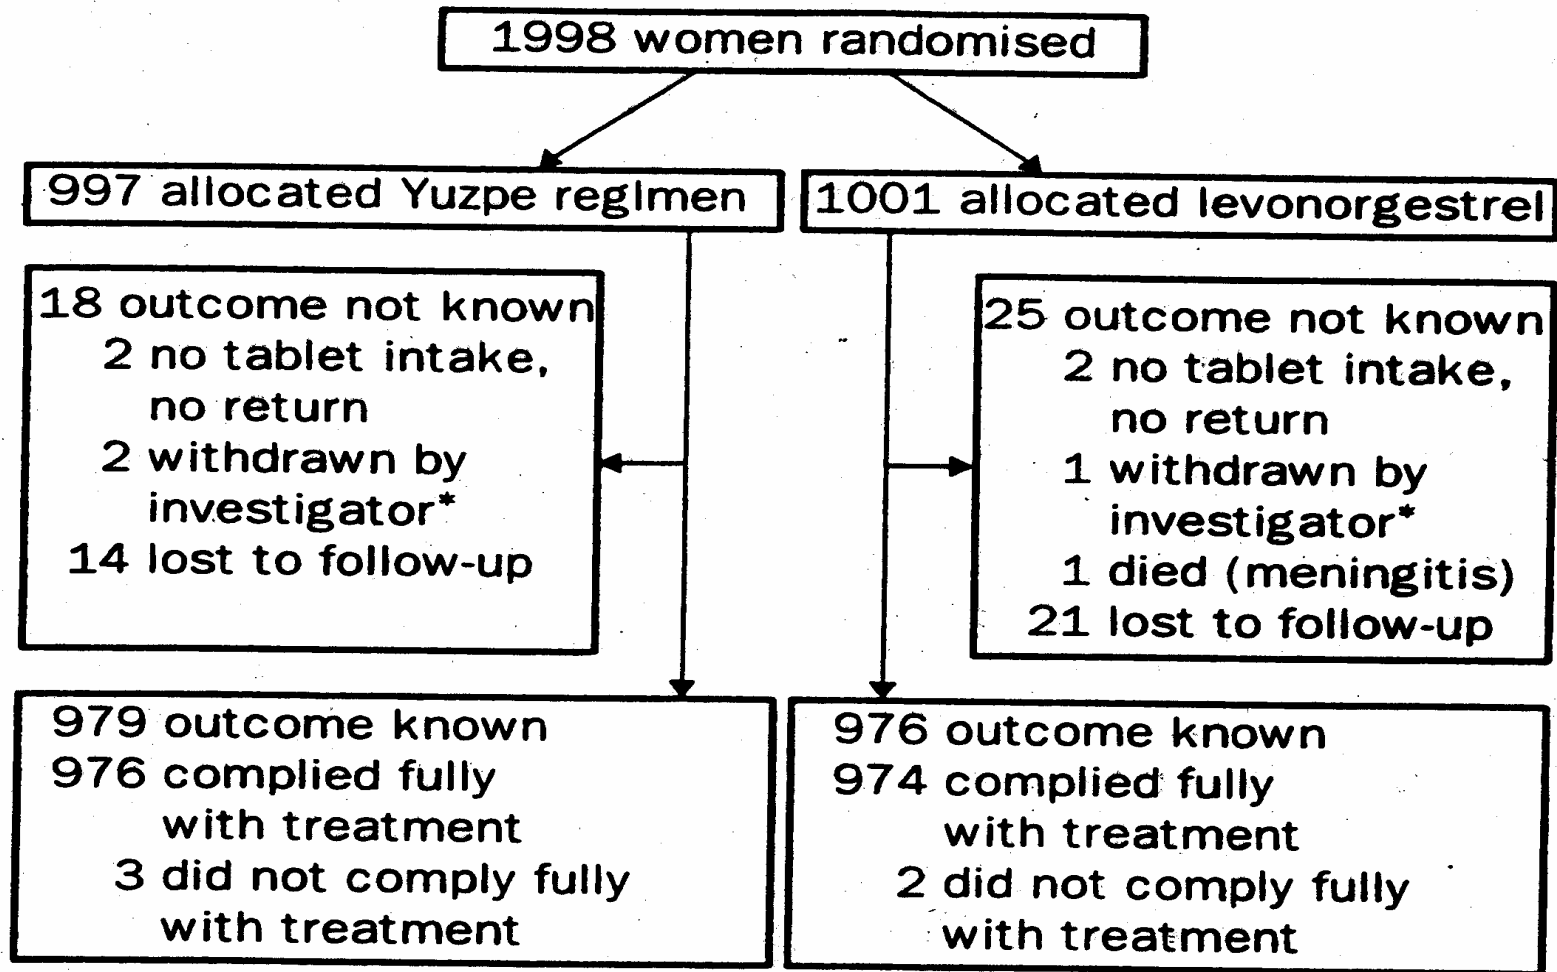 1998 women randomised
997 allocated Yuzpe regimen
1001 allocated levonorgestrel
18 outcome not known
2 no tablet intake,
no return
2 withdrawn by
investigator*
14 lost to follow-up
25 outcome not known
2 no tablet intake,
no return
1 withdrawn by
investigator*
1 died (meningitis)
21 lost to follow-up
979 outcome known
976 complied fully
with treatment
3 did not comply fully
with treatment
976 outcome known
974 complied fully
with treatment
2 did not comply fully
with treatment